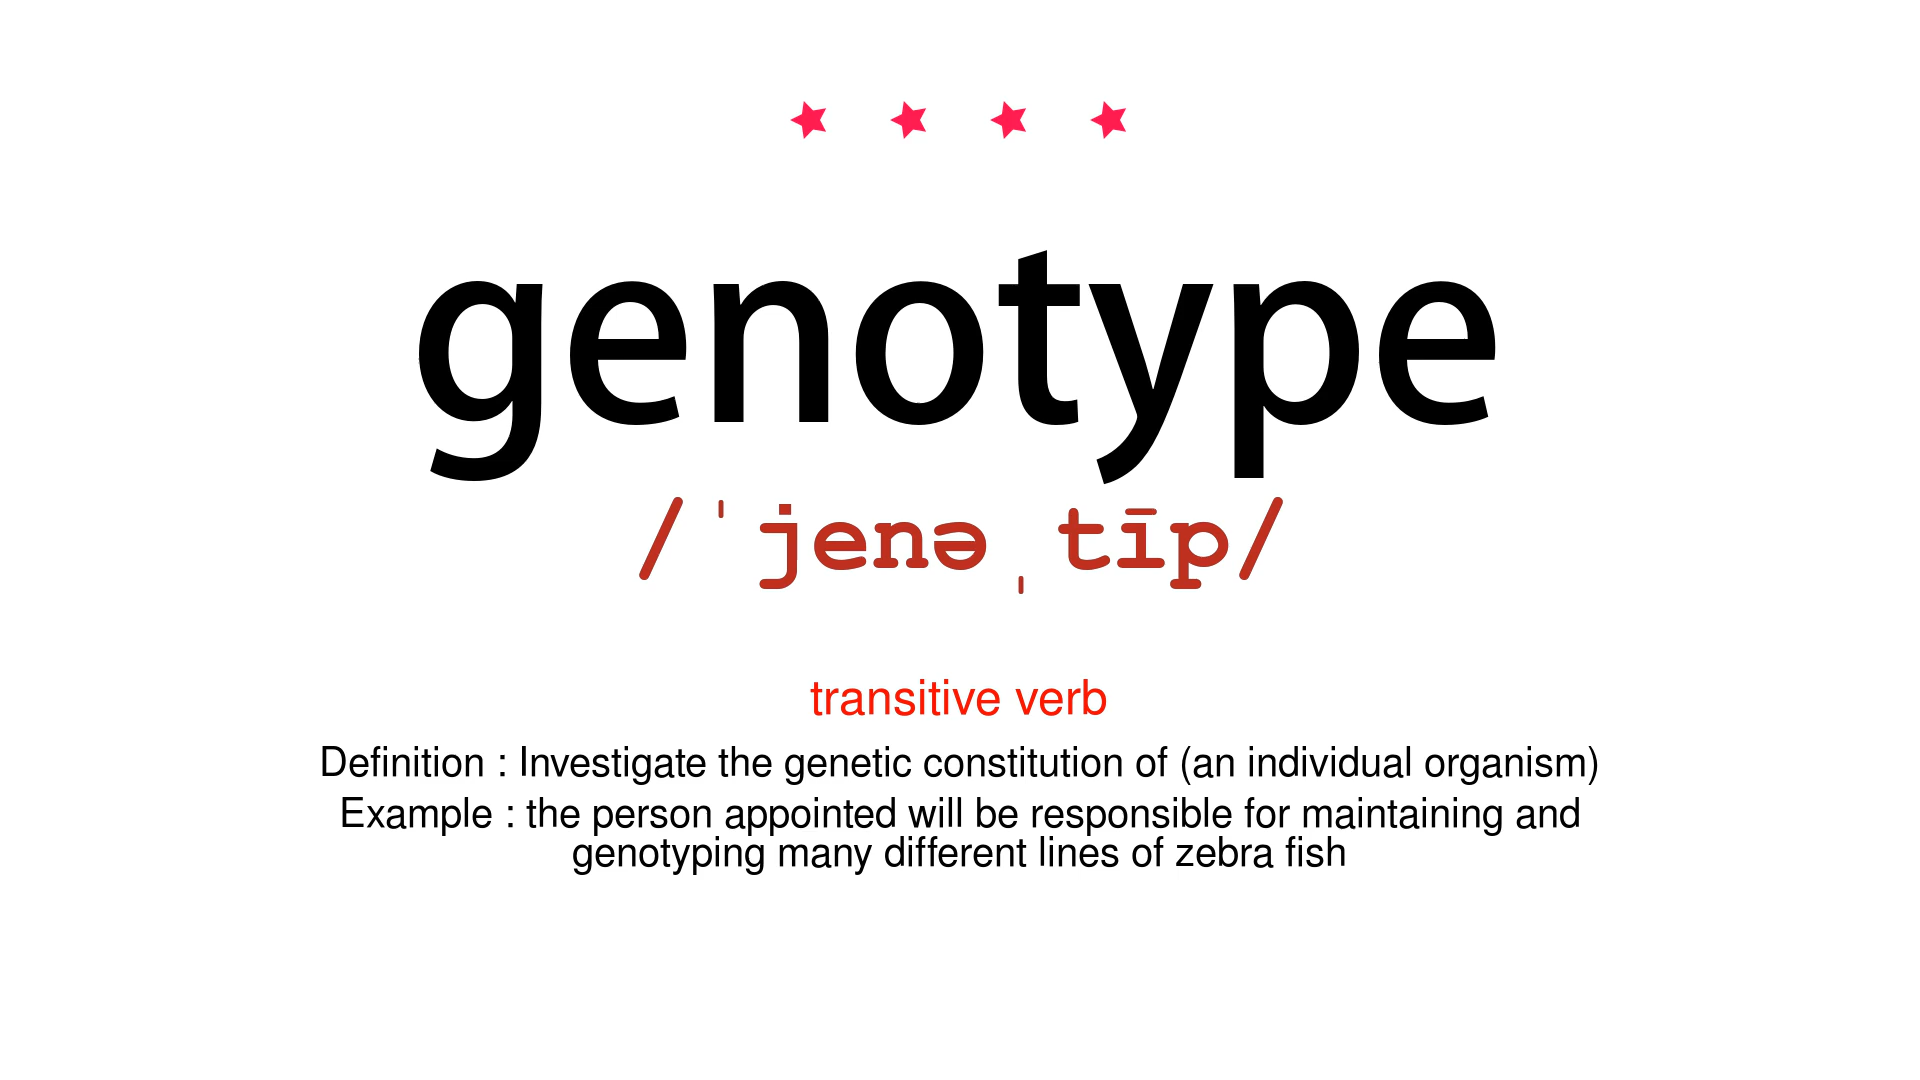 genotype
/ˈjenəˌtīp/
transitive verb
Definition : Investigate the genetic constitution of (an individual organism)
Example : the person appointed will be responsible for maintaining and
genotyping many different lines of zebra fish